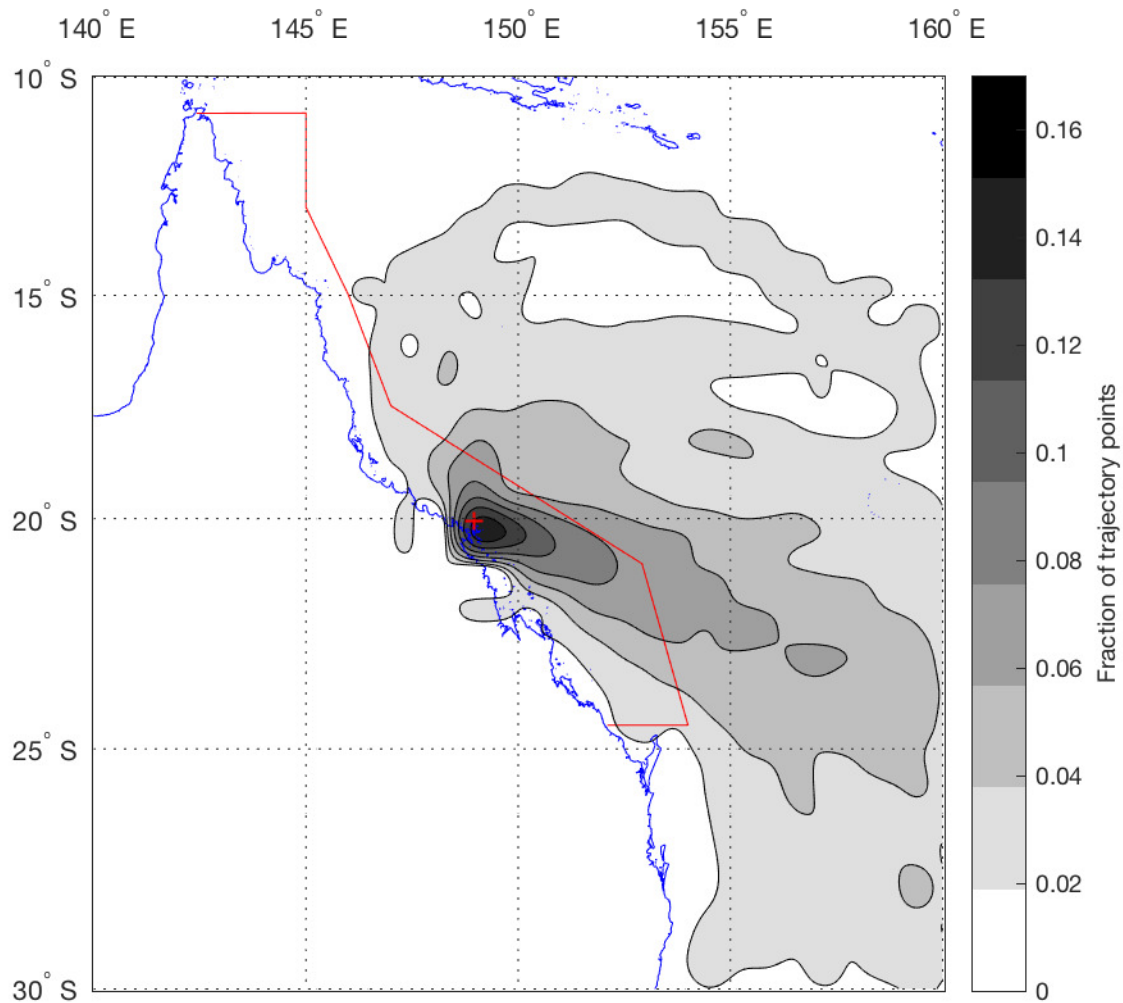 140° E 145° E 150° E 155° E 160° E
10° S
15° S
20° S
25° S
30° S
0.16
0.14
0.12
0.1
0.08
0.06
0.04
0.02
0
Fraction of trajectory points